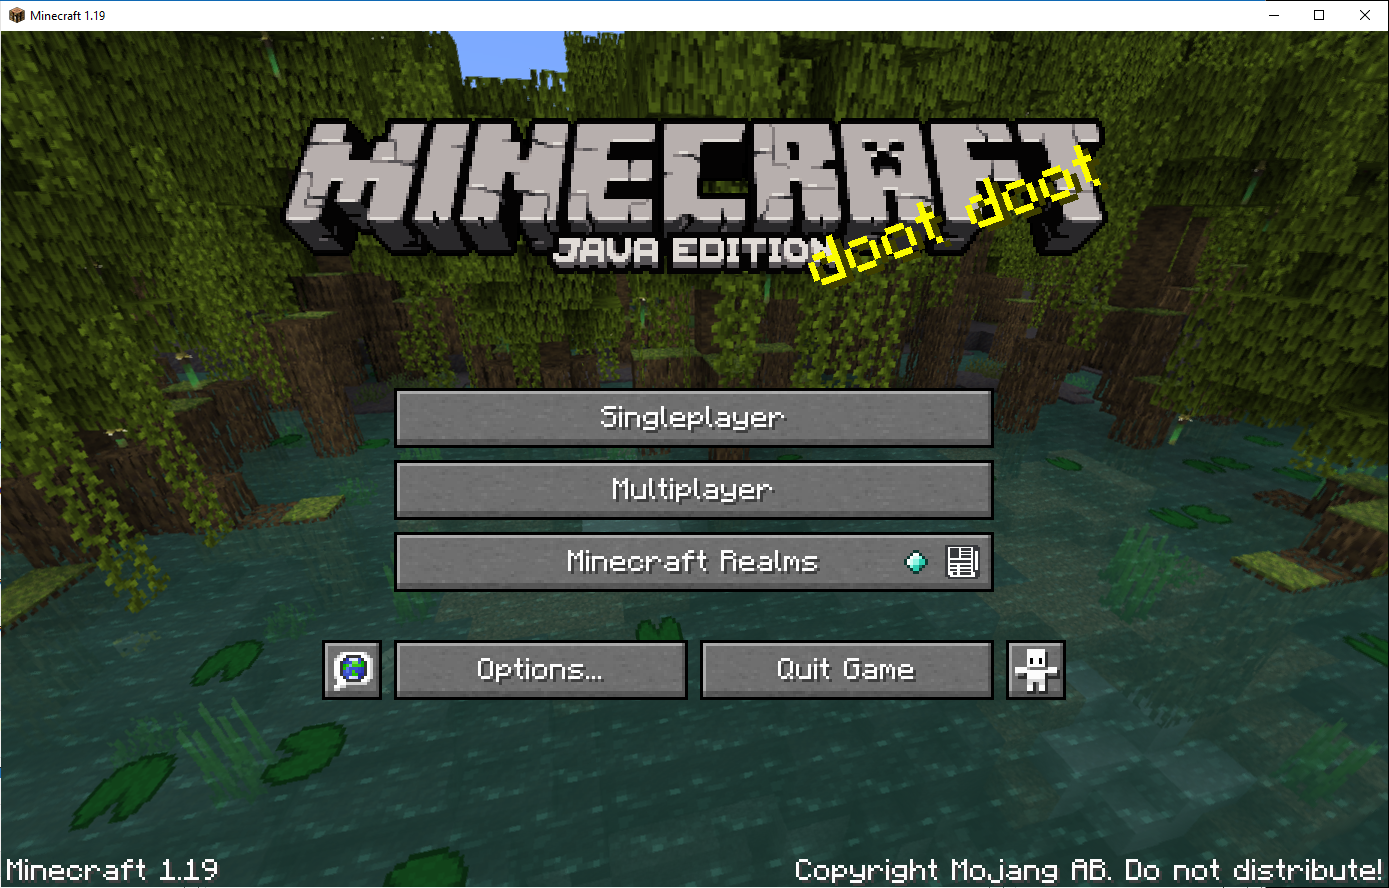 Minecraft 1.19
MINECRAFT
JAVA EDITION
doot doot
Singleplayer
Multiplayer
Minecraft Realms
Options...
Quit Game
Minecraft 1.19
Copyright Mojang AB. Do not distribute!